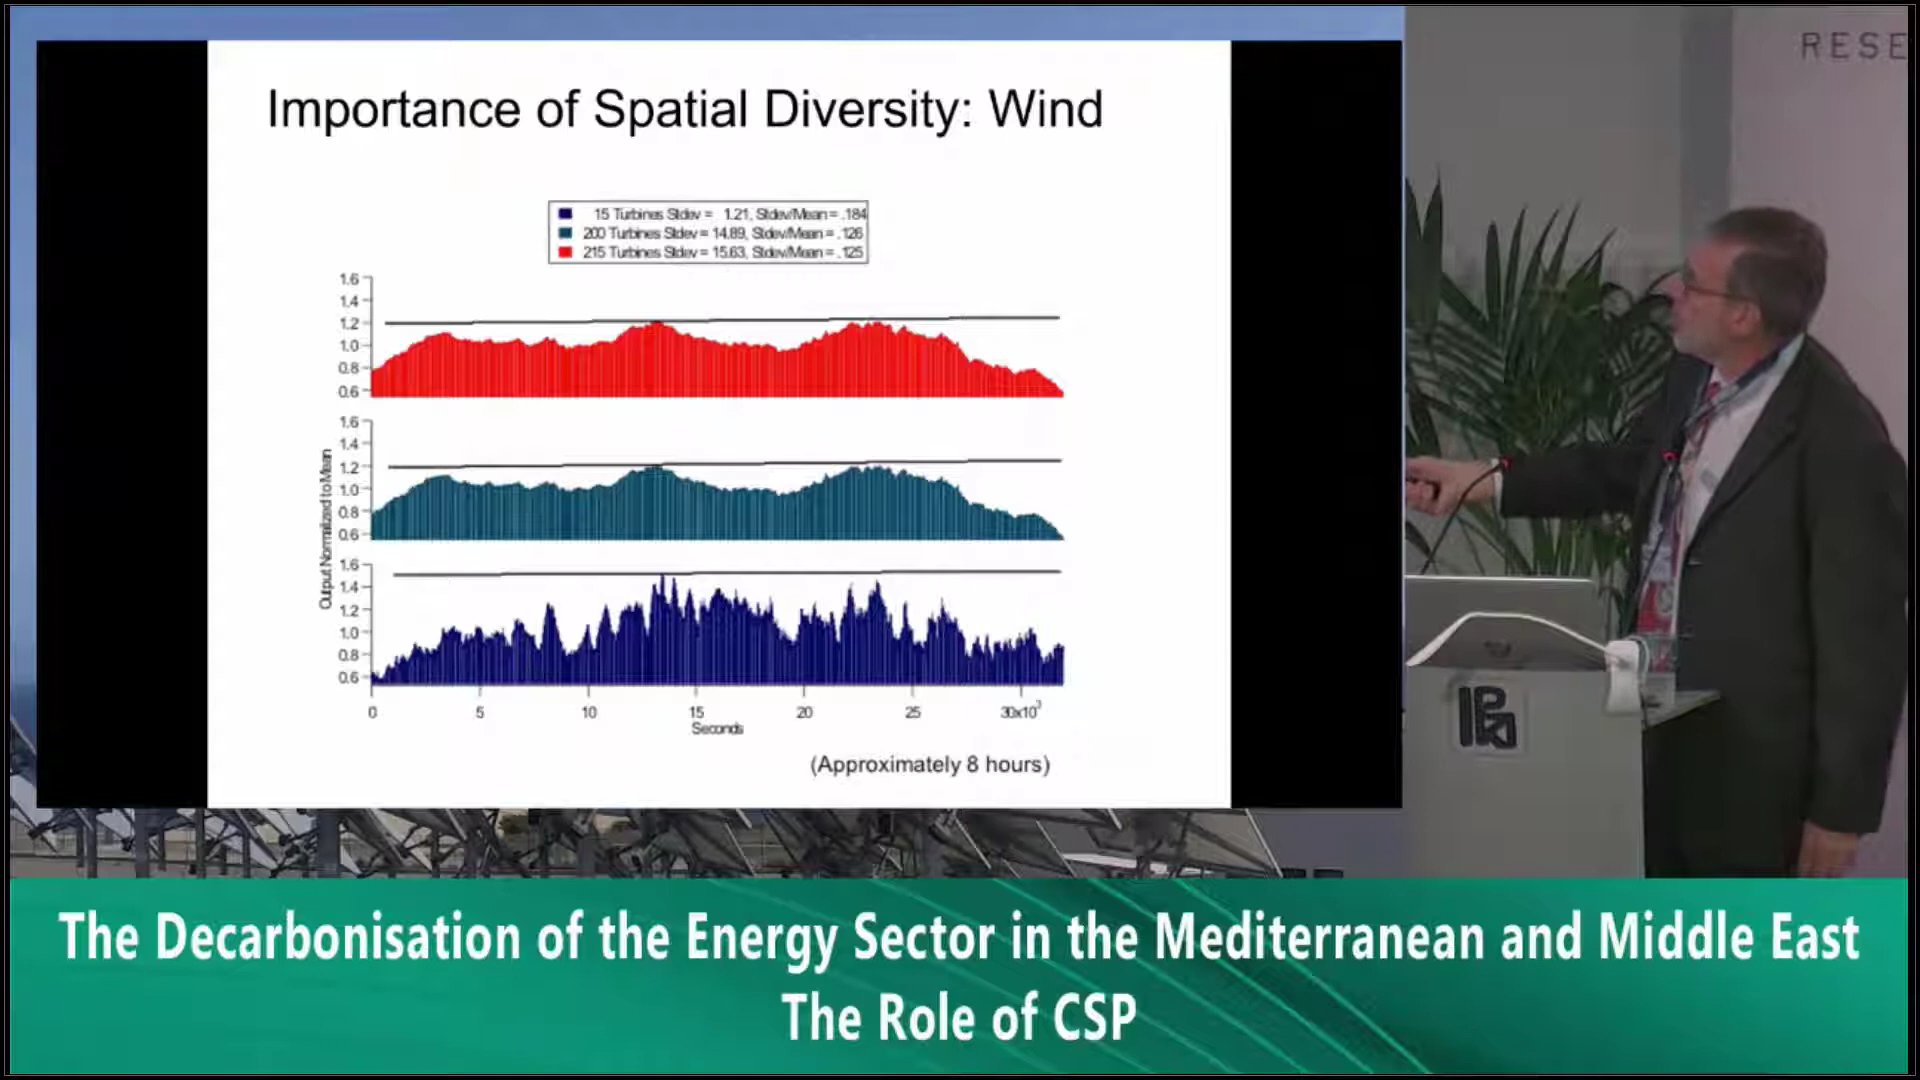 RESE
Importance of Spatial Diversity: Wind
15 Turbines Stdev = 1.21, Stdev/Mean = .184
200 Turbines Stdev = 14.89, Stdev/Mean = .126
215 Turbines Stdev = 15.63, Stdev/Mean = .125
1.6
1.4
1.2
1.0
0.8
0.6
1.6
1.4
1.2
1.0
0.8
0.6
1.6
1.4
1.2
1.0
0.8
0.6
Output Normalized to Mean
0 5 10 15 20 25 30x10³
Seconds
(Approximately 8 hours)
The Decarbonisation of the Energy Sector in the Mediterranean and Middle East
The Role of CSP